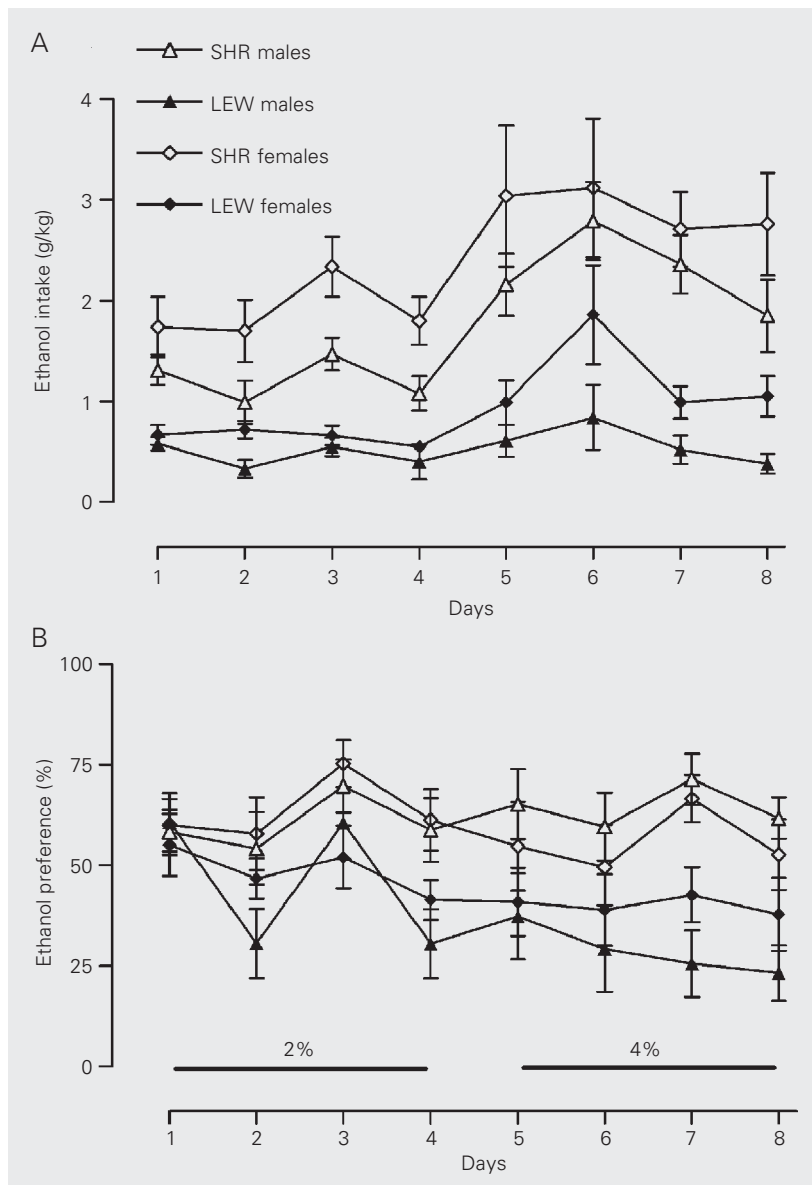 A
SHR males
LEW males
SHR females
LEW females
4
3
2
1
0
Ethanol intake (g/kg)
1 2 3 4 5 6 7 8
Days
B
100
75
50
25
0
Ethanol preference (%)
2% 4%
1 2 3 4 5 6 7 8
Days